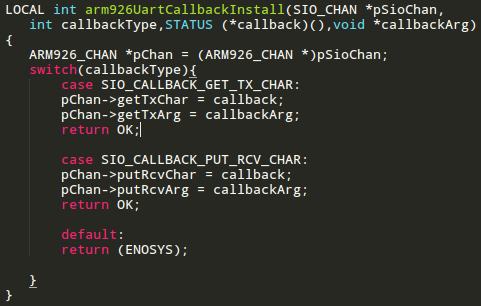 LOCAL int arm926UartCallbackInstall(SIO_CHAN *pSioChan,
int callbackType,STATUS (*callback)(),void *callbackArg)
{
ARM926_CHAN *pChan = (ARM926_CHAN *)pSioChan;
switch(callbackType){
case SIO_CALLBACK_GET_TX_CHAR:
pChan->getTxChar = callback;
pChan->getTxArg = callbackArg;
return OK;
case SIO_CALLBACK_PUT_RCV_CHAR:
pChan->putRcvChar = callback;
pChan->putRcvArg = callbackArg;
return OK;
default:
return (ENOSYS);
}
}